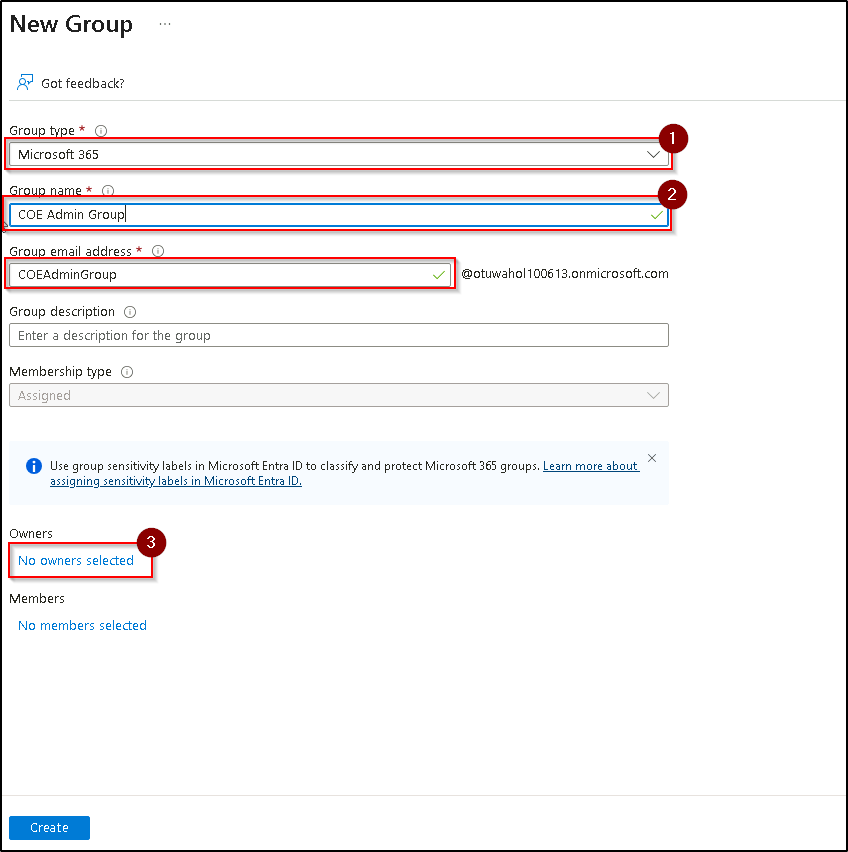 New Group ...
Got feedback?
Group type *
1
Microsoft 365
Group name *
2
COE Admin Group
Group email address *
COEAdminGroup
@otuwahol100613.onmicrosoft.com
Group description
Enter a description for the group
Membership type
Assigned
Use group sensitivity labels in Microsoft Entra ID to classify and protect Microsoft 365 groups. Learn more about
assigning sensitivity labels in Microsoft Entra ID.
Owners
3
No owners selected
Members
No members selected
Create